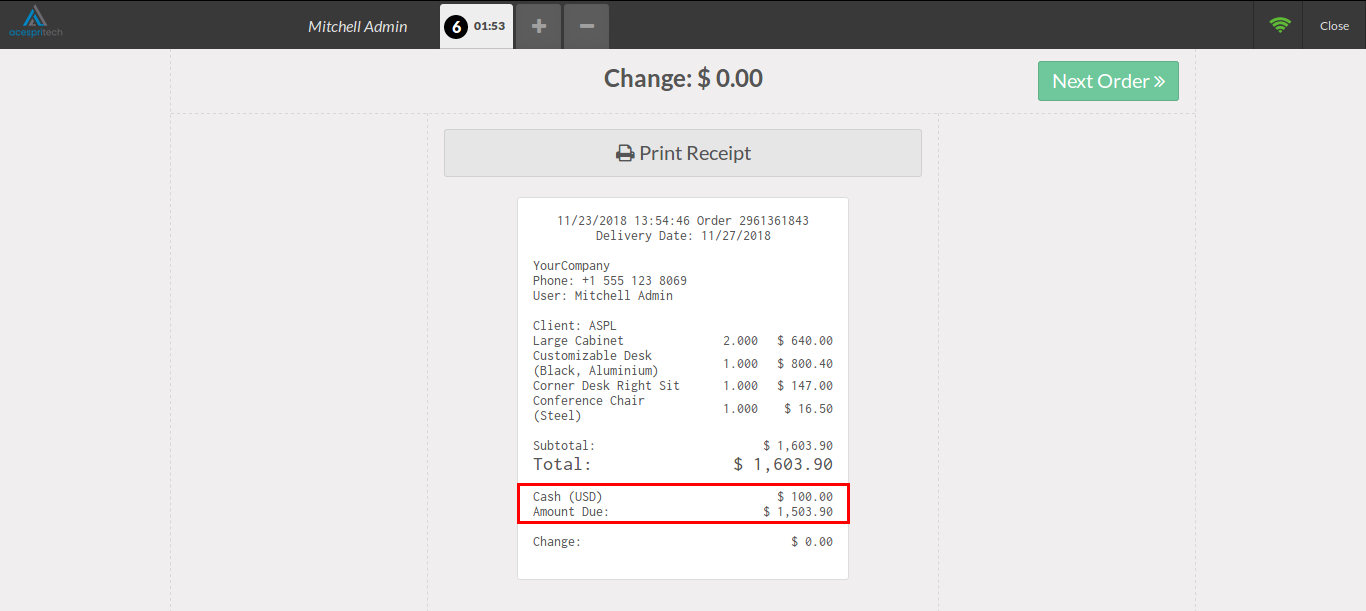 acespritech
Mitchell Admin
6 01:53
Close
Change: $ 0.00
Next Order
Print Receipt
11/23/2018 13:54:46 Order 2961361843
Delivery Date: 11/27/2018
YourCompany
Phone: +1 555 123 8069
User: Mitchell Admin
Client: ASPL
Large Cabinet 2.000 $ 640.00
Customizable Desk
(Black, Aluminium) 1.000 $ 800.40
Corner Desk Right Sit 1.000 $ 147.00
Conference Chair
(Steel) 1.000 $ 16.50
Subtotal: $ 1,603.90
Total: $ 1,603.90
Cash (USD) $ 100.00
Amount Due: $ 1,503.90
Change: $ 0.00